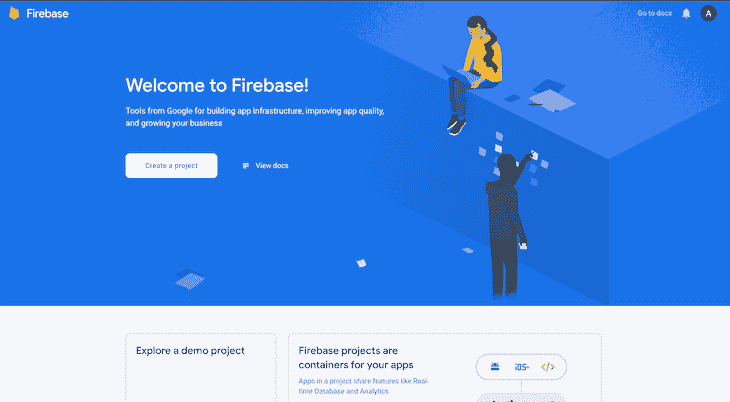 Firebase
Go to docs
A
Welcome to Firebase!
Tools from Google for building app infrastructure, improving app quality,
and growing your business
Create a project
View docs
Explore a demo project
Firebase projects are
containers for your apps
iOS+
Apps in a project share features like Real-
time Database and Analytics